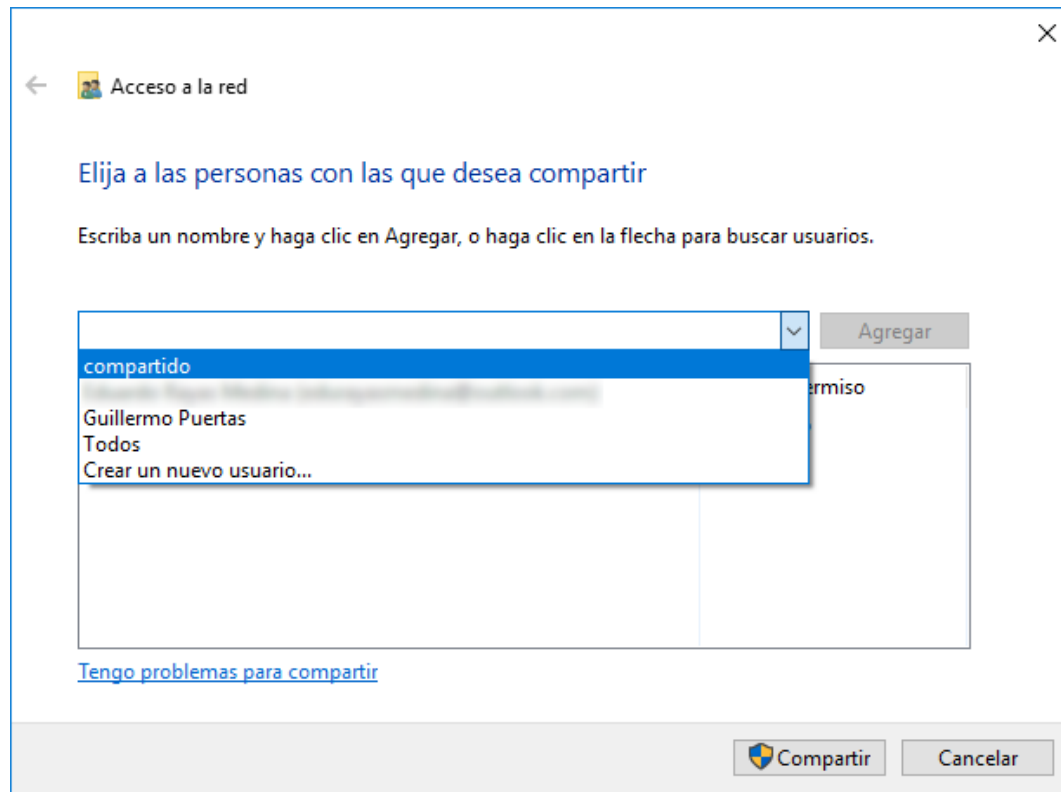 Acceso a la red
Elija a las personas con las que desea compartir
Escriba un nombre y haga clic en Agregar, o haga clic en la flecha para buscar usuarios.
Agregar
compartido
ermiso
Guillermo Puertas
Todos
Crear un nuevo usuario...
Tengo problemas para compartir
Compartir
Cancelar